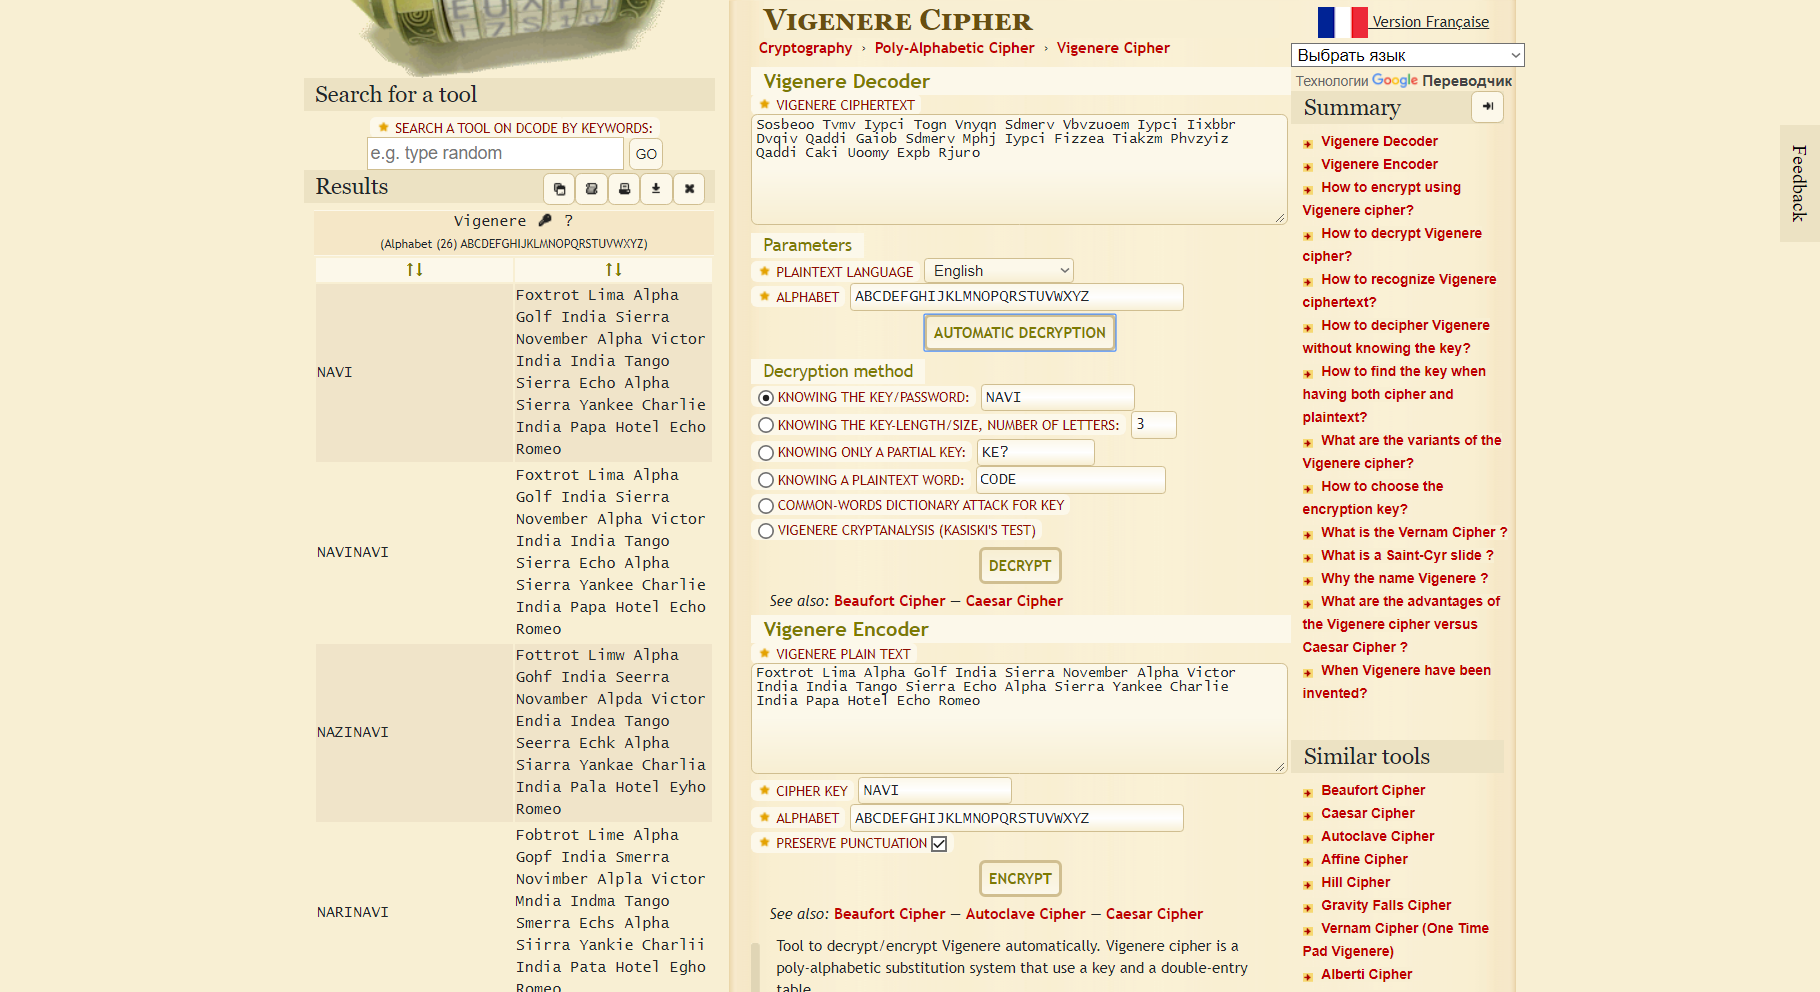 Search for a tool
SEARCH A TOOL ON DCODE BY KEYWORDS:
e.g. type random
GO
Results
Vigenere ?
(Alphabet (26) ABCDEFGHIJKLMNOPQRSTUVWXYZ)
↑↓ ↑↓
NAVI
Foxtrot Lima Alpha
Golf India Sierra
November Alpha Victor
India India Tango
Sierra Echo Alpha
Sierra Yankee Charlie
India Papa Hotel Echo
Romeo
NAVINAVI
Foxtrot Lima Alpha
Golf India Sierra
November Alpha Victor
India India Tango
Sierra Echo Alpha
Sierra Yankee Charlie
India Papa Hotel Echo
Romeo
NAZINAVI
Fottrot Limw Alpha
Gohf India Seerra
Novamber Alpda Victor
Endia Indea Tango
Seerra Echk Alpha
Siarra Yankae Charlia
India Pala Hotel Eyho
Romeo
NARINAVI
Fobtrot Lime Alpha
Gopf India Smerra
Novimber Alpla Victor
Mndia Indma Tango
Smerra Echs Alpha
Siirra Yankie Charlii
India Pata Hotel Egho
Romeo
VIGENERE CIPHER
Cryptography › Poly-Alphabetic Cipher › Vigenere Cipher
Vigenere Decoder
VIGENERE CIPHERTEXT
Sosbeoo Tvmv Iypci Togn Vnyqn Sdmerv Vbvzuoem Iypci Iixbbr
Dvqiv Qaddi Gaiob Sdmerv Mphj Iypci Fizzea Tiakzm Phvzyiz
Qaddi Caki Uoomy Expb Rjuro
Parameters
PLAINTEXT LANGUAGE English
ALPHABET ABCDEFGHIJKLMNOPQRSTUVWXYZ
AUTOMATIC DECRYPTION
Decryption method
KNOWING THE KEY/PASSWORD: NAVI
KNOWING THE KEY-LENGTH/SIZE, NUMBER OF LETTERS: 3
KNOWING ONLY A PARTIAL KEY: KE?
KNOWING A PLAINTEXT WORD: CODE
COMMON-WORDS DICTIONARY ATTACK FOR KEY
VIGENERE CRYPTANALYSIS (KASISKI'S TEST)
DECRYPT
See also: Beaufort Cipher — Caesar Cipher
Vigenere Encoder
VIGENERE PLAIN TEXT
Foxtrot Lima Alpha Golf India Sierra November Alpha Victor
India India Tango Sierra Echo Alpha Sierra Yankee Charlie
India Papa Hotel Echo Romeo
CIPHER KEY NAVI
ALPHABET ABCDEFGHIJKLMNOPQRSTUVWXYZ
PRESERVE PUNCTUATION
ENCRYPT
See also: Beaufort Cipher — Autoclave Cipher — Caesar Cipher
Tool to decrypt/encrypt Vigenere automatically. Vigenere cipher is a
poly-alphabetic substitution system that use a key and a double-entry
table.
Version Française
Выбрать язык
Технологии Google Переводчик
Summary
Vigenere Decoder
Vigenere Encoder
How to encrypt using
Vigenere cipher?
How to decrypt Vigenere
cipher?
How to recognize Vigenere
ciphertext?
How to decipher Vigenere
without knowing the key?
How to find the key when
having both cipher and
plaintext?
What are the variants of the
Vigenere cipher?
How to choose the
encryption key?
What is the Vernam Cipher ?
What is a Saint-Cyr slide ?
Why the name Vigenere ?
What are the advantages of
the Vigenere cipher versus
Caesar Cipher ?
When Vigenere have been
invented?
Similar tools
Beaufort Cipher
Caesar Cipher
Autoclave Cipher
Affine Cipher
Hill Cipher
Gravity Falls Cipher
Vernam Cipher (One Time
Pad Vigenere)
Alberti Cipher
Feedback